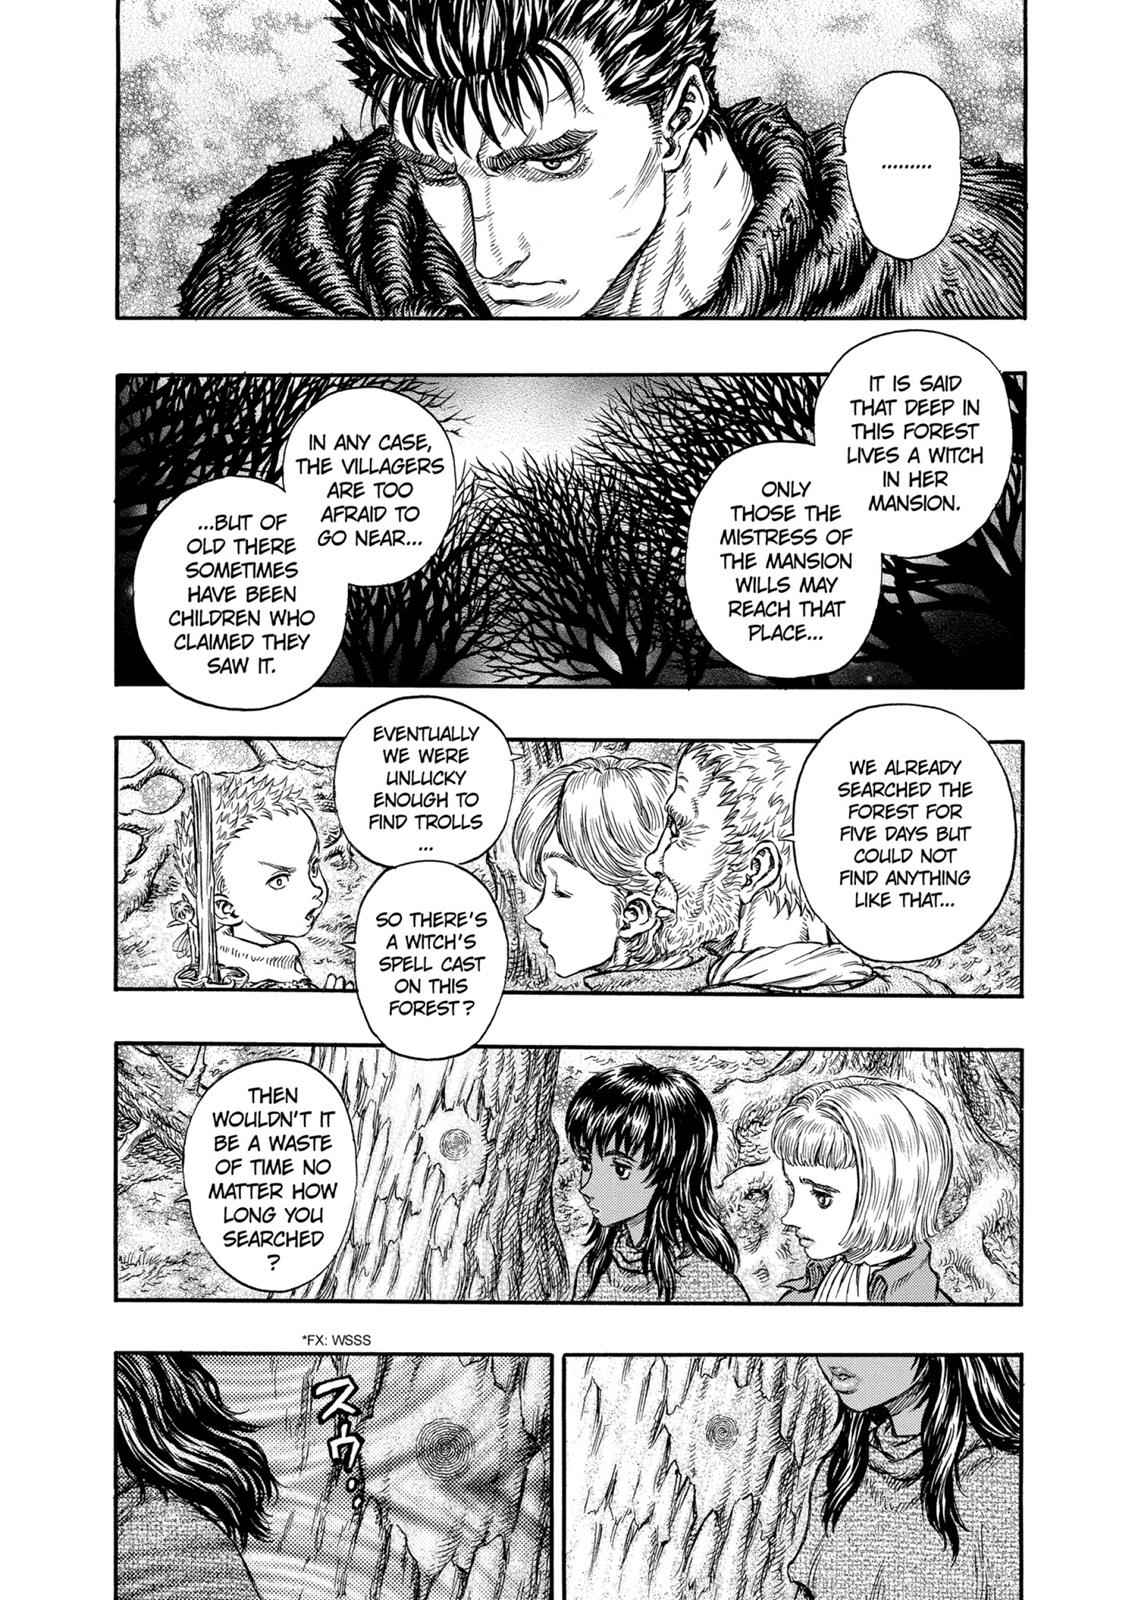 .........
IT IS SAID
THAT DEEP IN
THIS FOREST
LIVES A WITCH
IN HER
MANSION.
ONLY
THOSE THE
MISTRESS OF
THE MANSION
WILLS MAY
REACH THAT
PLACE...
IN ANY CASE,
THE VILLAGERS
ARE TOO
AFRAID TO
GO NEAR...
...BUT OF
OLD THERE
SOMETIMES
HAVE BEEN
CHILDREN WHO
CLAIMED THEY
SAW IT.
WE ALREADY
SEARCHED THE
FOREST FOR
FIVE DAYS BUT
COULD NOT
FIND ANYTHING
LIKE THAT...
EVENTUALLY
WE WERE
UNLUCKY
ENOUGH TO
FIND TROLLS
...
SO THERE'S
A WITCH'S
SPELL CAST
ON THIS
FOREST?
THEN
WOULDN'T IT
BE A WASTE
OF TIME NO
MATTER HOW
LONG YOU
SEARCHED
?
*FX: WSSS
スゥ…